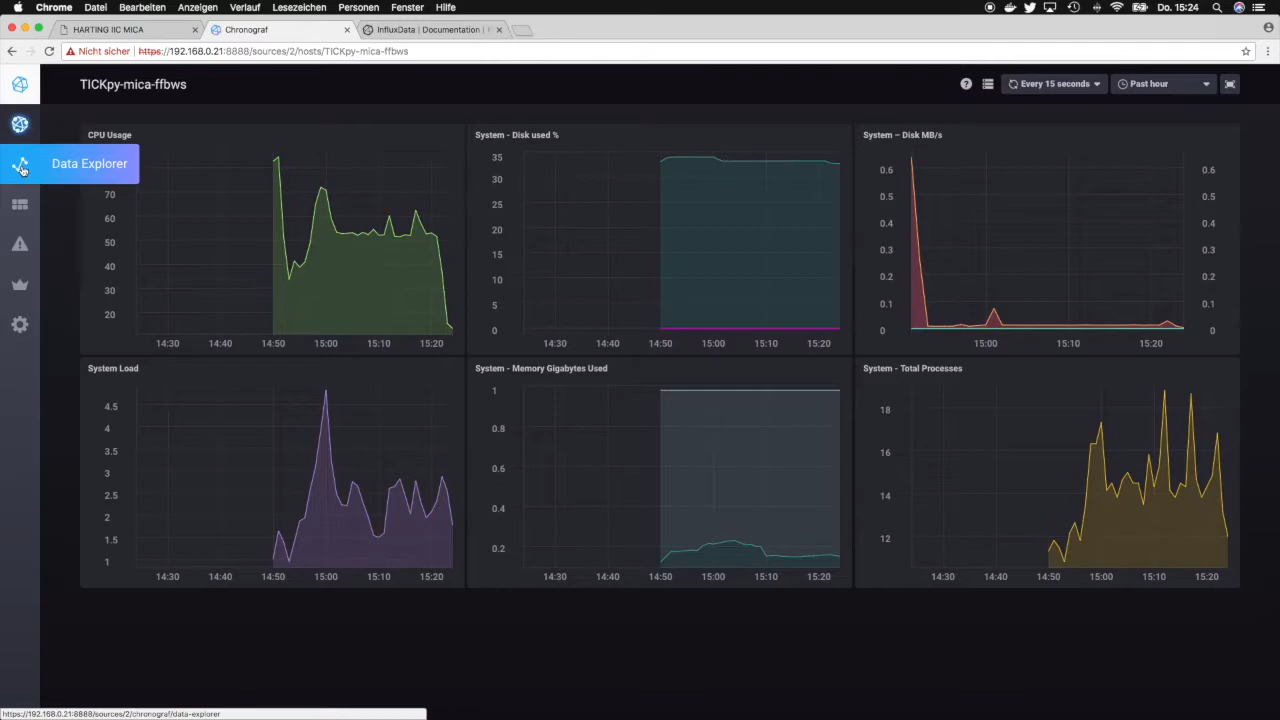 Chrome Datei Bearbeiten Anzeigen Verlauf Lesezeichen Personen Fenster Hilfe Do. 15:24
HARTING IIC MICA Chronograf InfluxData | Documentation |
Nicht sicher https://192.168.0.21:8888/sources/2/hosts/TICKpy-mica-ffbws
TICKpy-mica-ffbws Every 15 seconds Past hour
Data Explorer
CPU Usage
70
60
50
40
30
20
14:30 14:40 14:50 15:00 15:10 15:20
System - Disk used %
35
30
25
20
15
10
5
0
14:30 14:40 14:50 15:00 15:10 15:20
System – Disk MB/s
0.6 0.6
0.5 0.5
0.4 0.4
0.3 0.3
0.2 0.2
0.1 0.1
0 0
15:00 15:10 15:20
System Load
4.5
4
3.5
3
2.5
2
1.5
1
14:30 14:40 14:50 15:00 15:10 15:20
System - Memory Gigabytes Used
1
0.8
0.6
0.4
0.2
14:30 14:40 14:50 15:00 15:10 15:20
System - Total Processes
18
16
14
12
14:30 14:40 14:50 15:00 15:10 15:20
https://192.168.0.21:8888/sources/2/chronograf/data-explorer